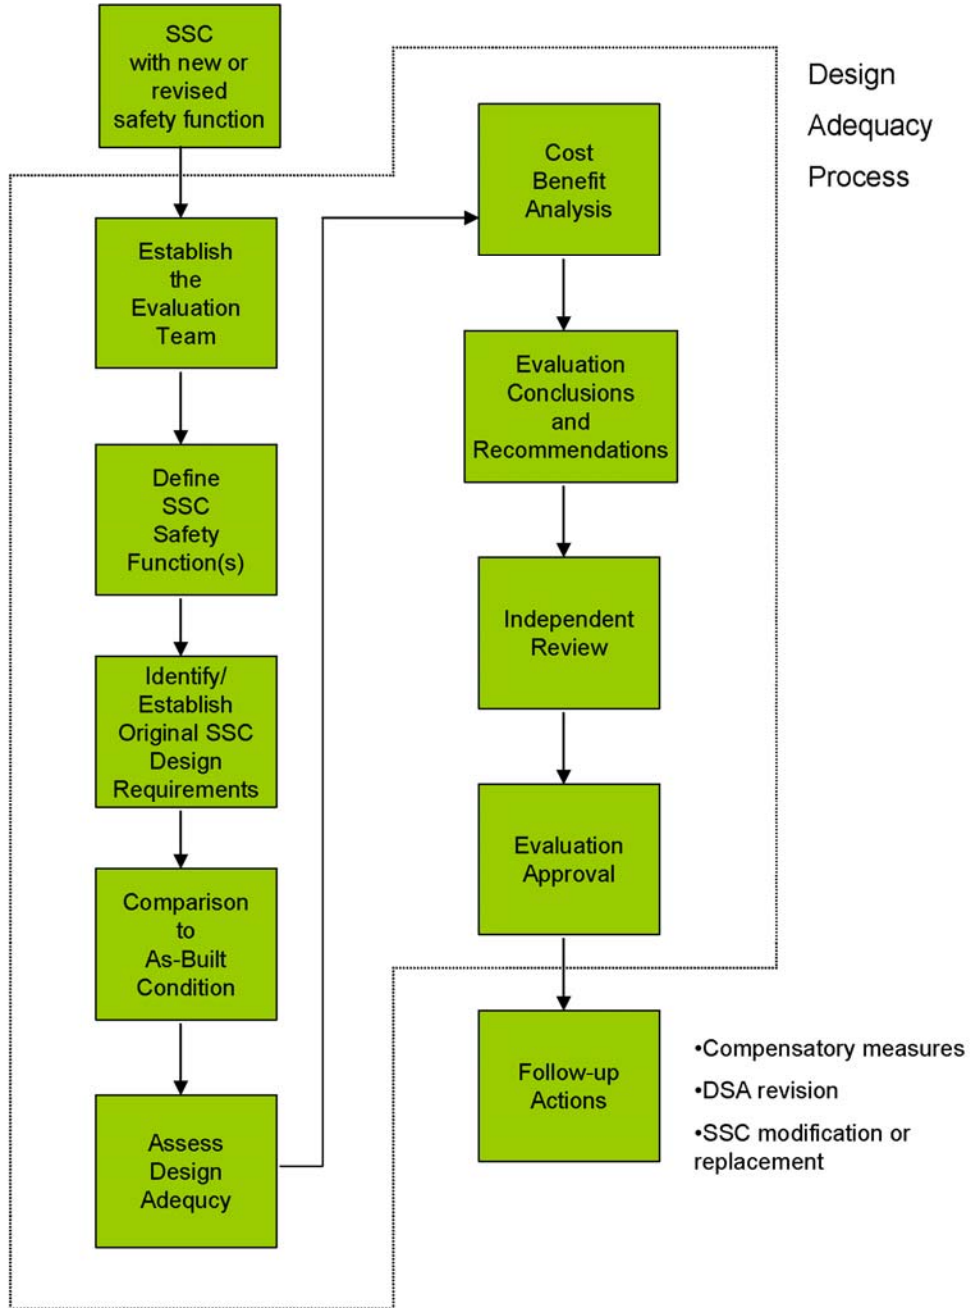 SSC
with new or
revised
safety function
Establish
the
Evaluation
Team
Define
SSC
Safety
Function(s)
Identify/
Establish
Original SSC
Design
Requirements
Comparison
to
As-Built
Condition
Assess
Design
Adequcy
Cost
Benefit
Analysis
Evaluation
Conclusions
and
Recommendations
Independent
Review
Evaluation
Approval
Follow-up
Actions
•Compensatory measures
•DSA revision
•SSC modification or
replacement
Design
Adequacy
Process